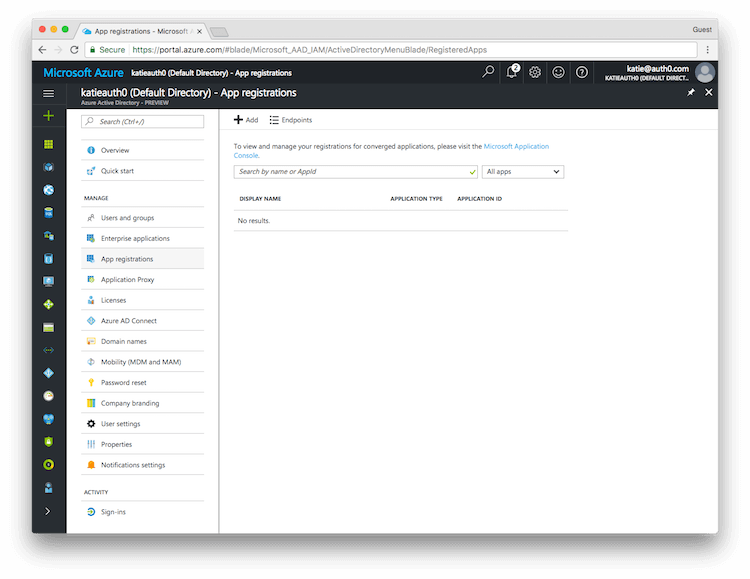 App registrations - Microsoft A
Guest
Secure https://portal.azure.com/#blade/Microsoft_AAD_IAM/ActiveDirectoryMenuBlade/RegisteredApps
Microsoft Azure katieauth0 (Default Directory) - App registrations
2
katie@auth0.com
KATIEAUTH0 (DEFAULT DIRECT...
katieauth0 (Default Directory) - App registrations
Azure Active Directory - PREVIEW
Search (Ctrl+/)
Overview
Quick start
MANAGE
Users and groups
Enterprise applications
App registrations
Application Proxy
Licenses
Azure AD Connect
Domain names
Mobility (MDM and MAM)
Password reset
Company branding
User settings
Properties
Notifications settings
ACTIVITY
Sign-ins
Add Endpoints
To view and manage your registrations for converged applications, please visit the Microsoft Application
Console.
Search by name or AppId
All apps
DISPLAY NAME APPLICATION TYPE APPLICATION ID
No results.